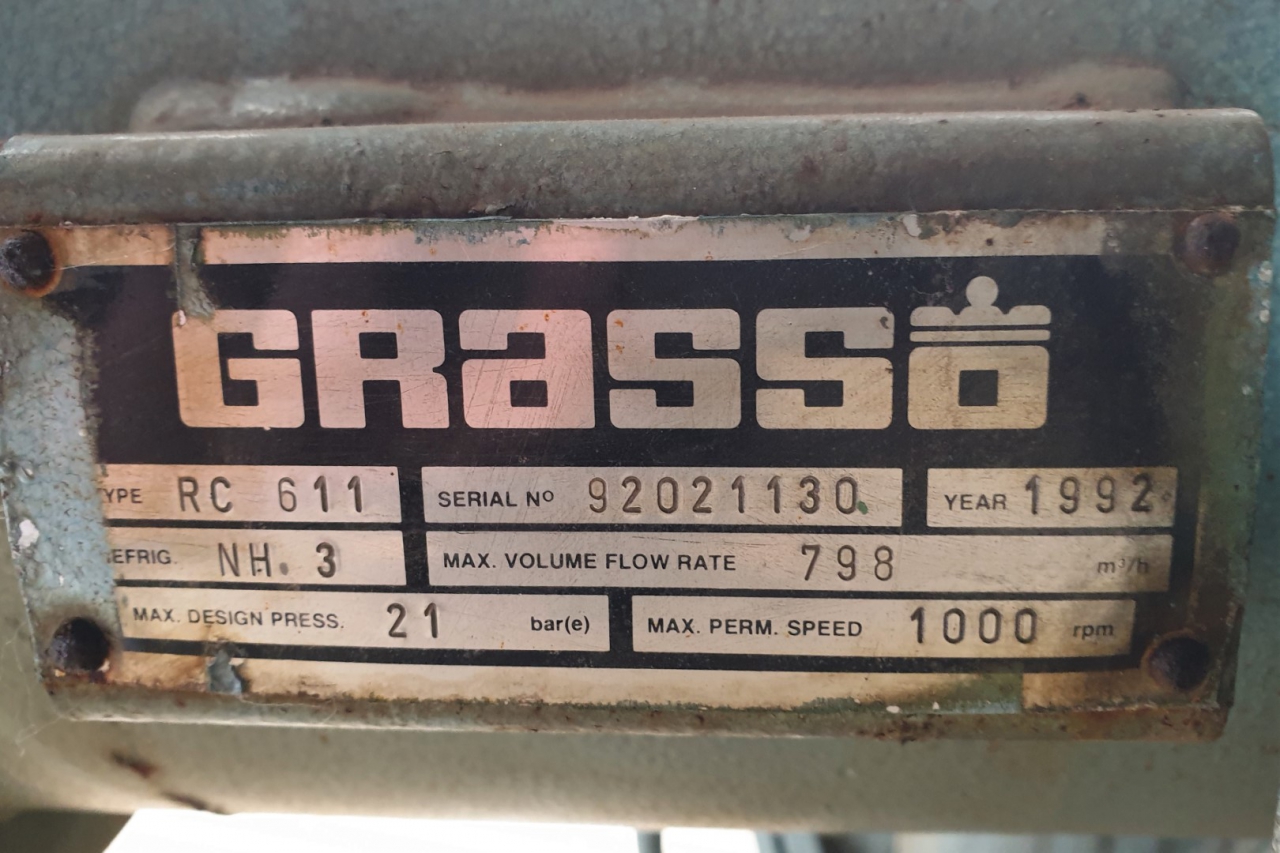 GRasso
YPE RC 611 SERIAL Nº 92021130 YEAR 1992
EFRIG. NH.3 MAX. VOLUME FLOW RATE 798 m³/h
MAX. DESIGN PRESS. 21 bar(e) MAX. PERM. SPEED 1000 rpm